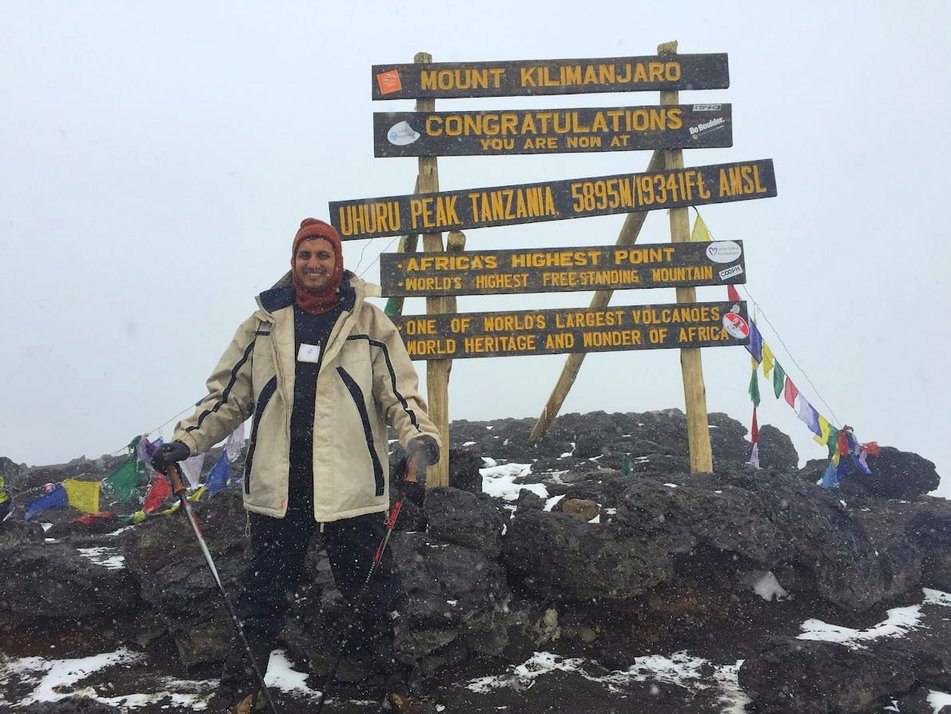 MOUNT KILIMANJARO
CONGRATULATIONS
YOU ARE NOW AT
Be Boulder.
UHURU PEAK TANZANIA, 5895M/19341Ft AMSL
• AFRICA'S HIGHEST POINT
• WORLD'S HIGHEST FREE-STANDING MOUNTAIN
• ONE OF WORLD'S LARGEST VOLCANOES
WORLD HERITAGE AND WONDER OF AFRICA